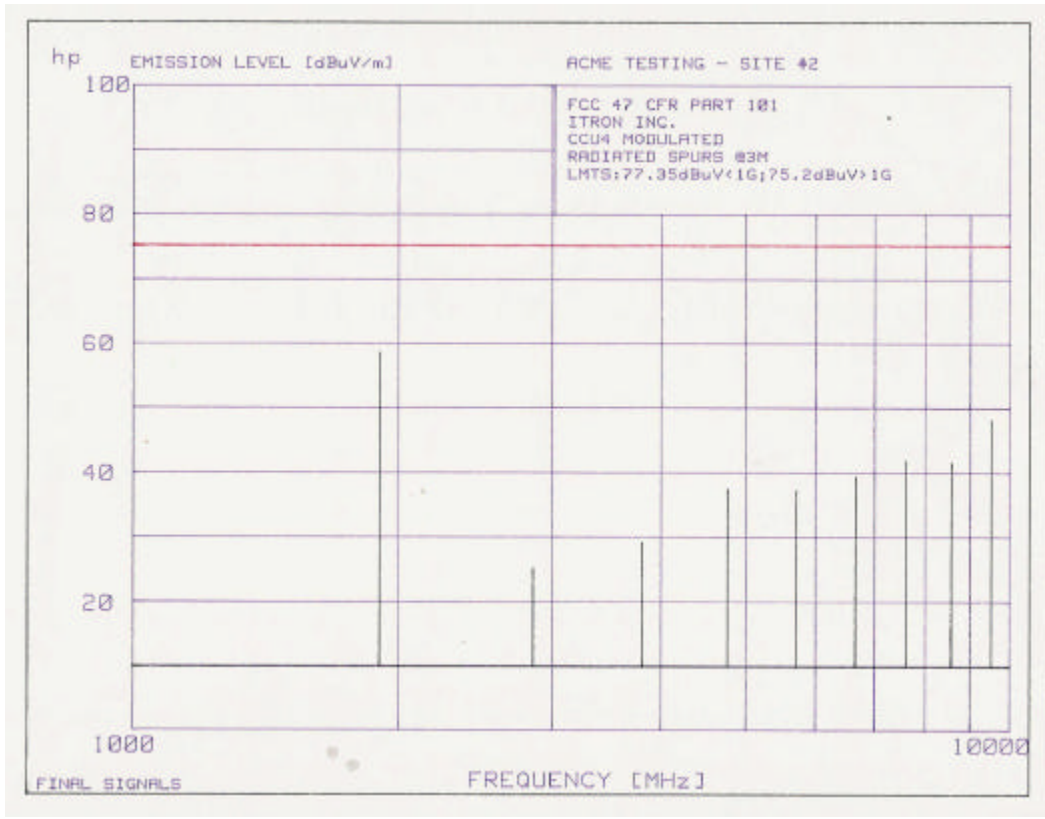 hp
EMISSION LEVEL [dBuV/m]
ACME TESTING - SITE #2
100
FCC 47 CFR PART 101
ITRON INC.
CCU4 MODULATED
RADIATED SPURS @3M
LMTS:77.35dBuV<1G;75.2dBuV>1G
80
60
40
20
1000
10000
FINAL SIGNALS
FREQUENCY [MHz]